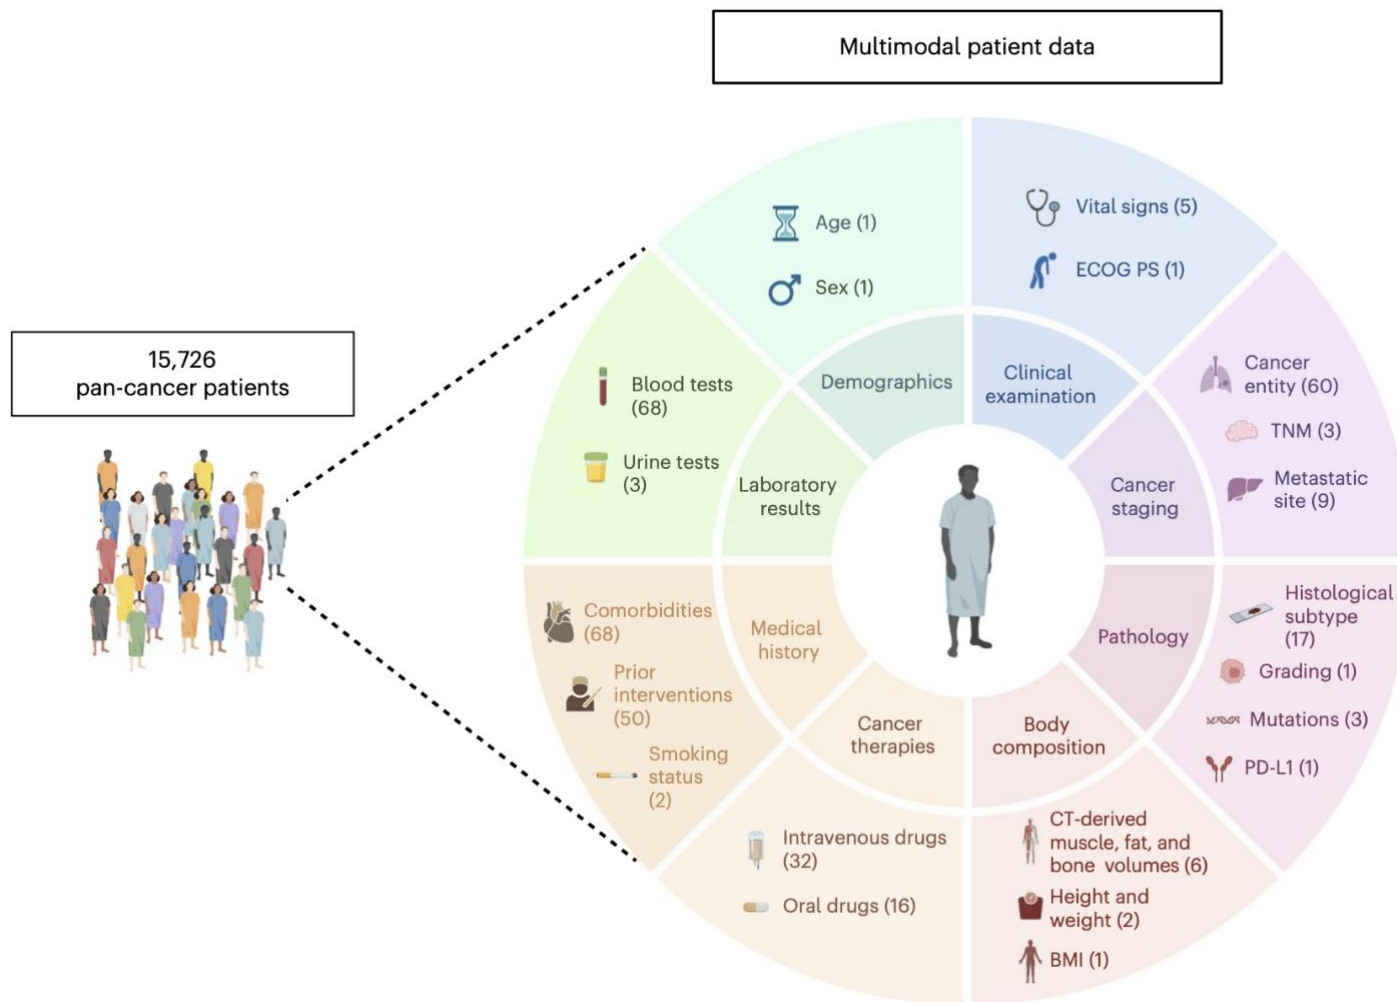 Multimodal patient data
15,726
pan-cancer patients
Age (1)
Sex (1)
Demographics
Vital signs (5)
ECOG PS (1)
Clinical
examination
Cancer
entity (60)
TNM (3)
Metastatic
site (9)
Cancer
staging
Histological
subtype
(17)
Grading (1)
Mutations (3)
PD-L1 (1)
Pathology
Body
composition
CT-derived
muscle, fat, and
bone volumes (6)
Height and
weight (2)
BMI (1)
Cancer
therapies
Intravenous drugs
(32)
Oral drugs (16)
Medical
history
Comorbidities
(68)
Prior
interventions
(50)
Smoking
status
(2)
Laboratory
results
Blood tests
(68)
Urine tests
(3)